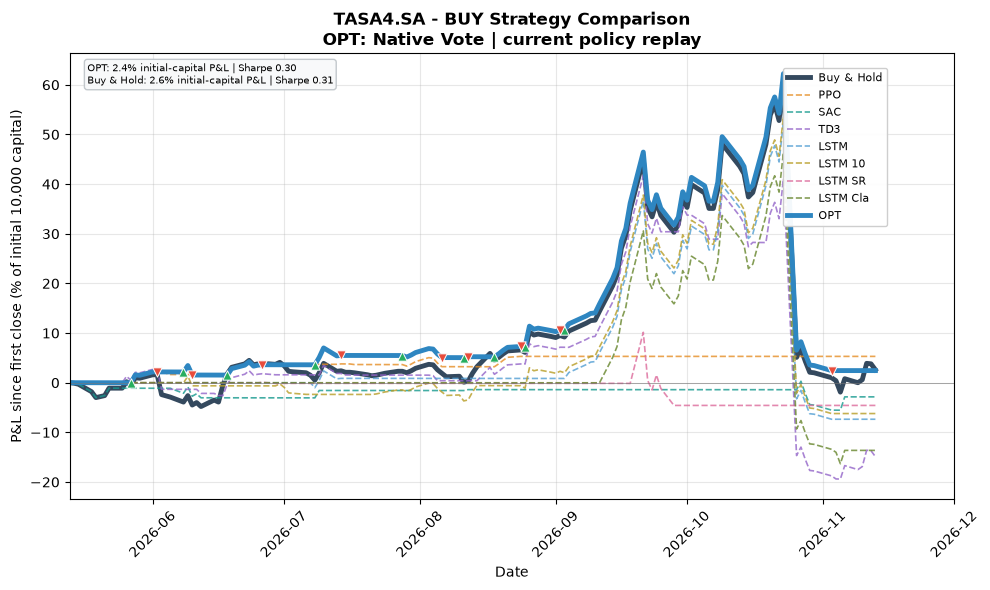 TASA4.SA - BUY Strategy Comparison
OPT: Native Vote | current policy replay
OPT: 2.4% initial-capital P&L | Sharpe 0.30
Buy & Hold: 2.6% initial-capital P&L | Sharpe 0.31
Buy & Hold
PPO
SAC
TD3
LSTM
LSTM 10
LSTM SR
LSTM Cla
OPT
P&L since first close (% of initial 10,000 capital)
60
50
40
30
20
10
0
−10
−20
2026-06
2026-07
2026-08
2026-09
2026-10
2026-11
2026-12
Date